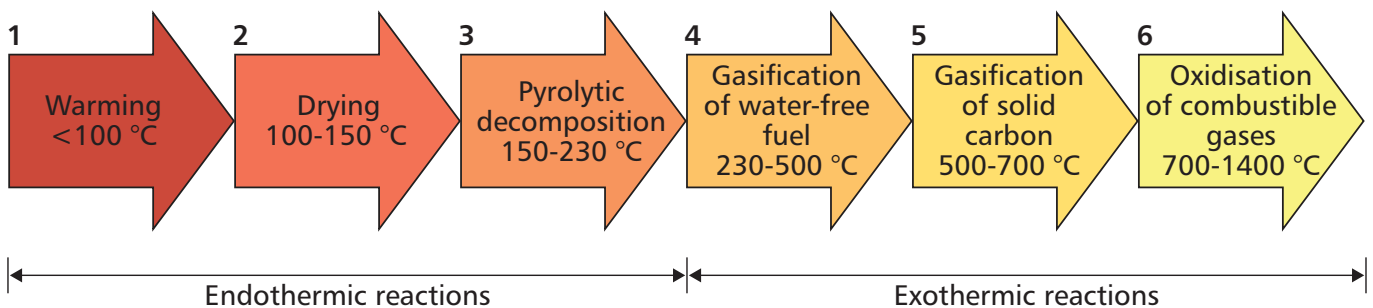 1
Warming
<100 °C
2
Drying
100-150 °C
3
Pyrolytic
decomposition
150-230 °C
4
Gasification
of water-free
fuel
230-500 °C
5
Gasification
of solid
carbon
500-700 °C
6
Oxidisation
of combustible
gases
700-1400 °C
Endothermic reactions
Exothermic reactions